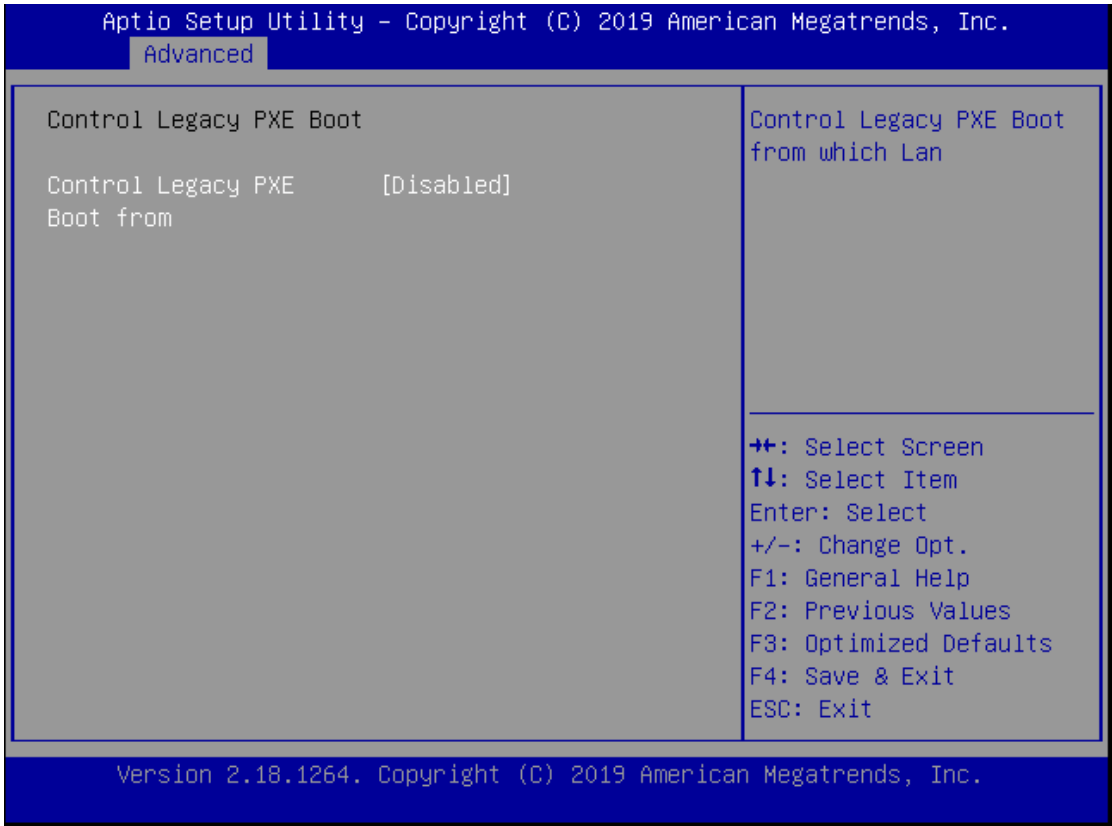 Aptio Setup Utility – Copyright (C) 2019 American Megatrends, Inc.
Advanced
Control Legacy PXE Boot
Control Legacy PXE [Disabled]
Boot from
Control Legacy PXE Boot
from which Lan
→←: Select Screen
↑↓: Select Item
Enter: Select
+/-: Change Opt.
F1: General Help
F2: Previous Values
F3: Optimized Defaults
F4: Save & Exit
ESC: Exit
Version 2.18.1264. Copyright (C) 2019 American Megatrends, Inc.